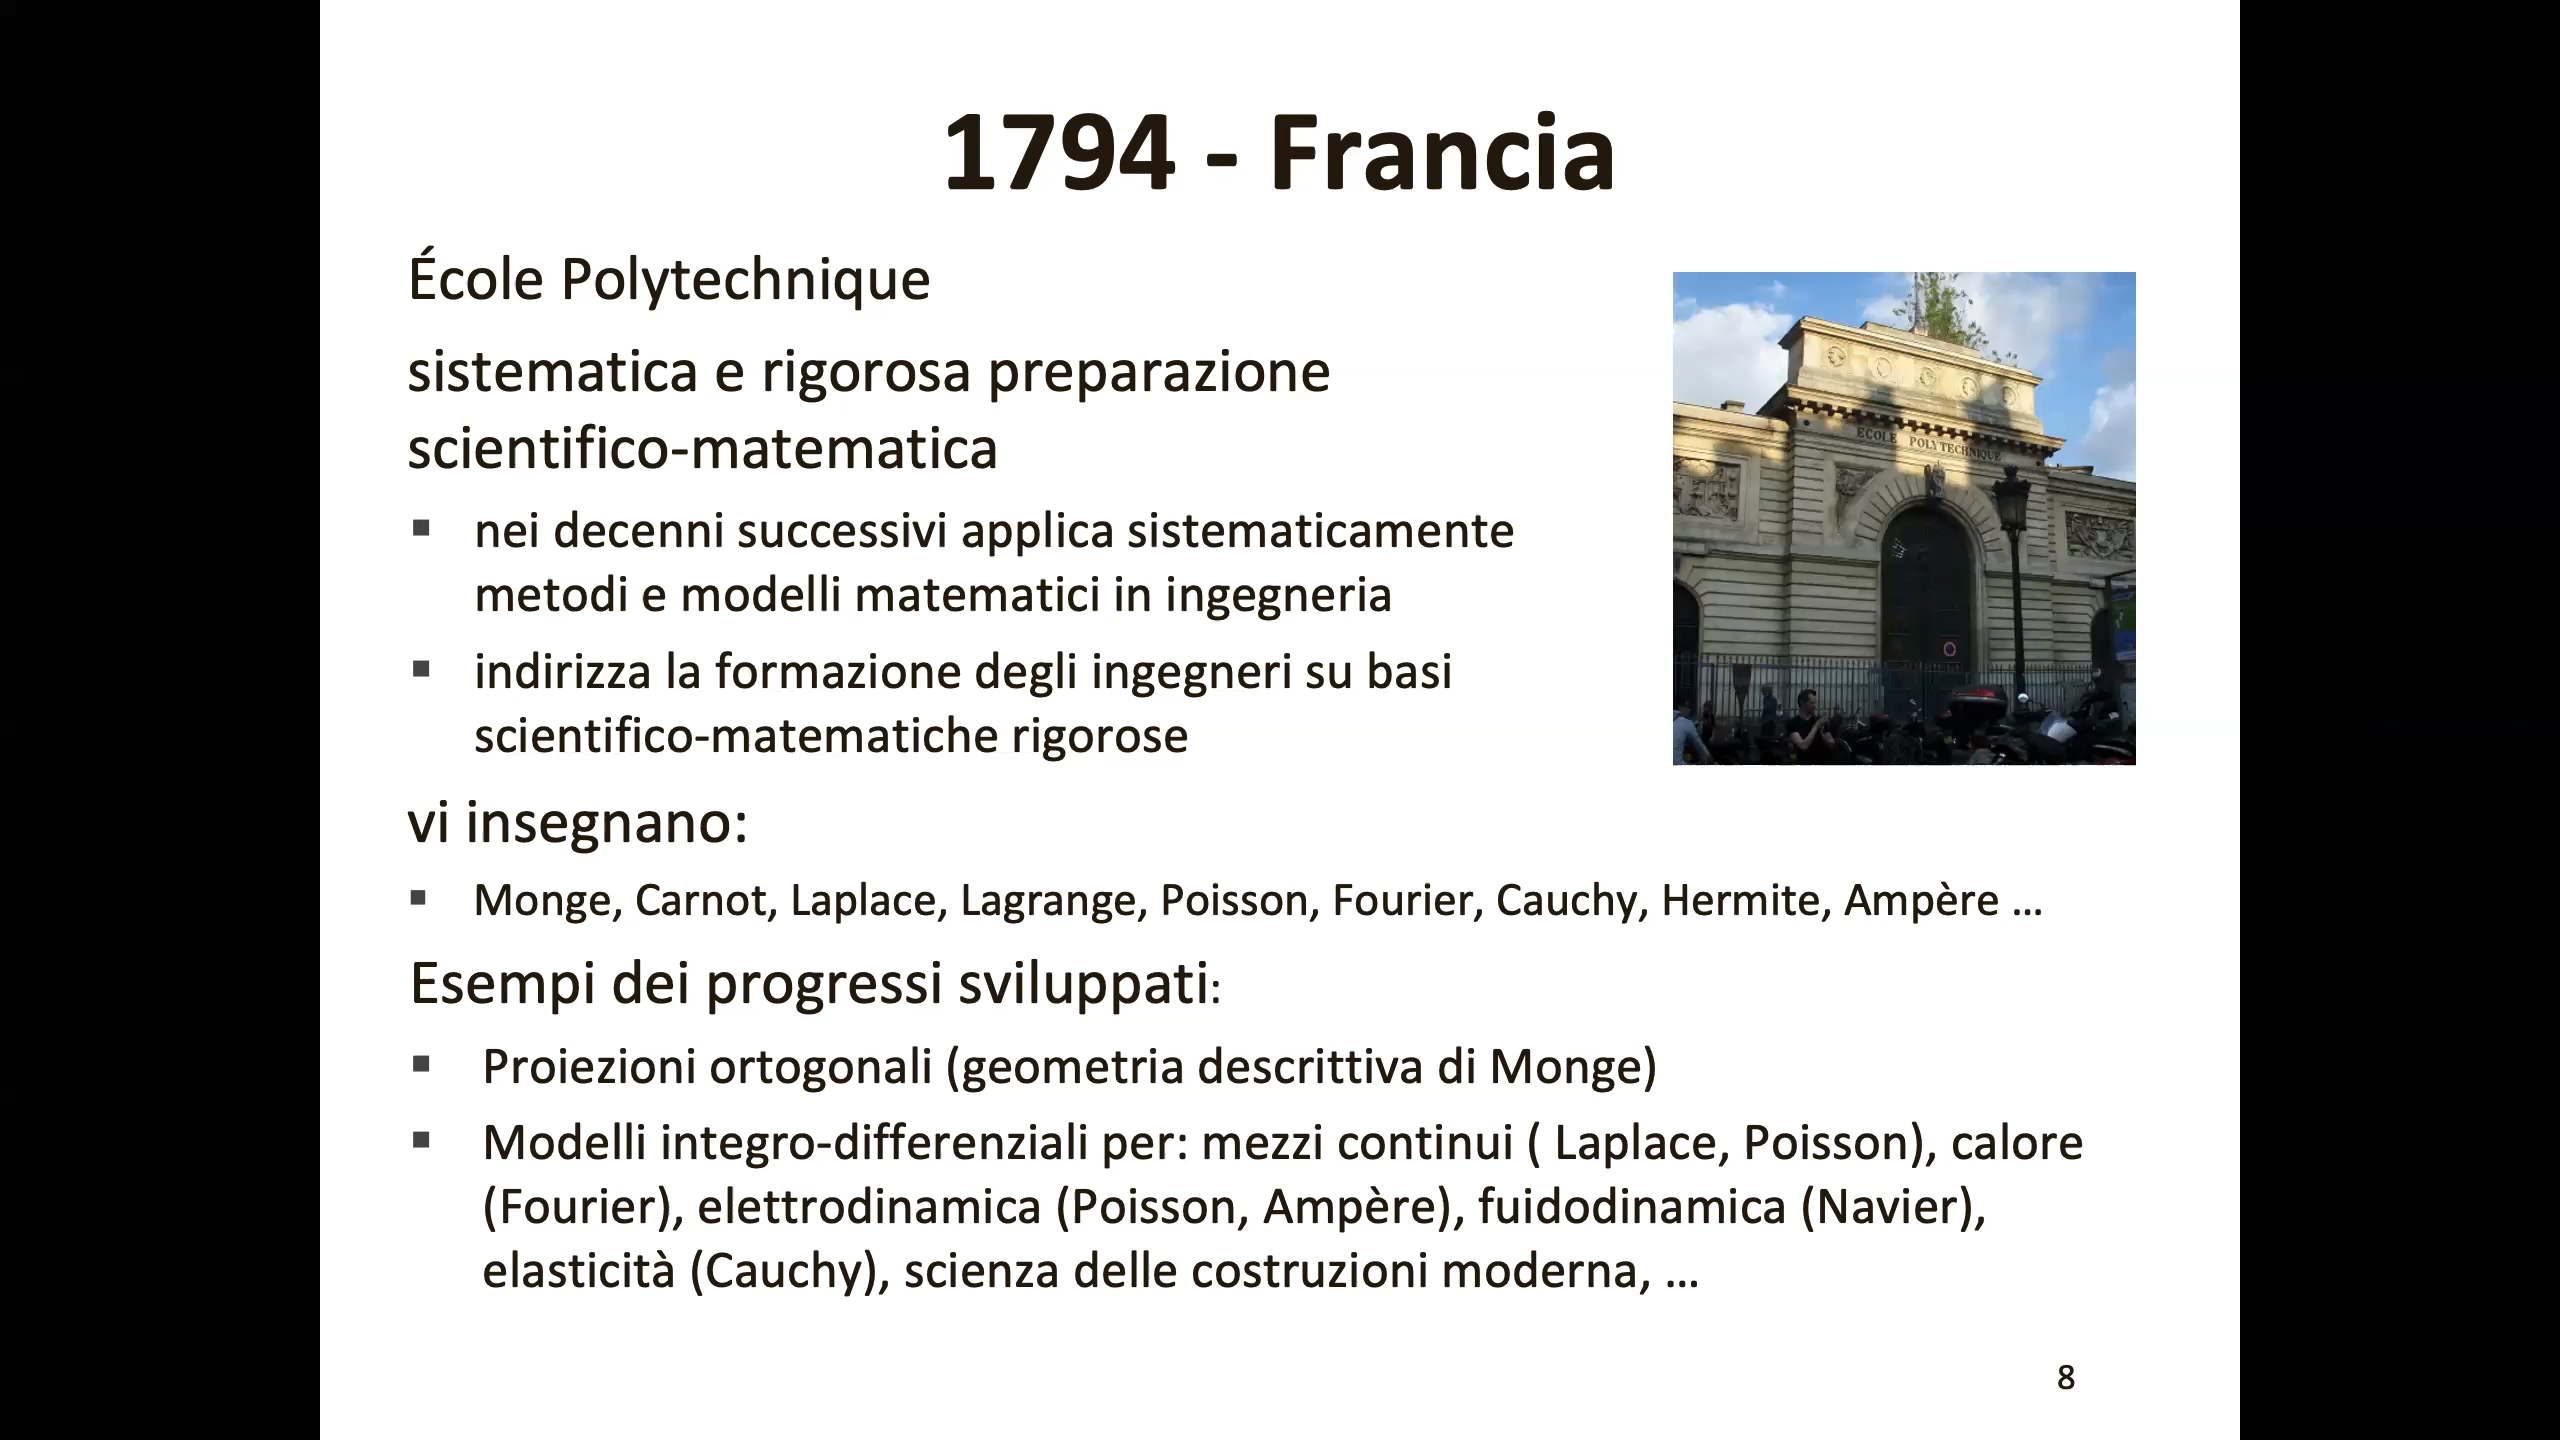 1794 - Francia
École Polytechnique
sistematica e rigorosa preparazione
scientifico-matematica
▪ nei decenni successivi applica sistematicamente
metodi e modelli matematici in ingegneria
▪ indirizza la formazione degli ingegneri su basi
scientifico-matematiche rigorose
ECOLE POLYTECHNIQUE
vi insegnano:
▪ Monge, Carnot, Laplace, Lagrange, Poisson, Fourier, Cauchy, Hermite, Ampère ...
Esempi dei progressi sviluppati:
▪ Proiezioni ortogonali (geometria descrittiva di Monge)
▪ Modelli integro-differenziali per: mezzi continui ( Laplace, Poisson), calore
(Fourier), elettrodinamica (Poisson, Ampère), fuidodinamica (Navier),
elasticità (Cauchy), scienza delle costruzioni moderna, ...
8